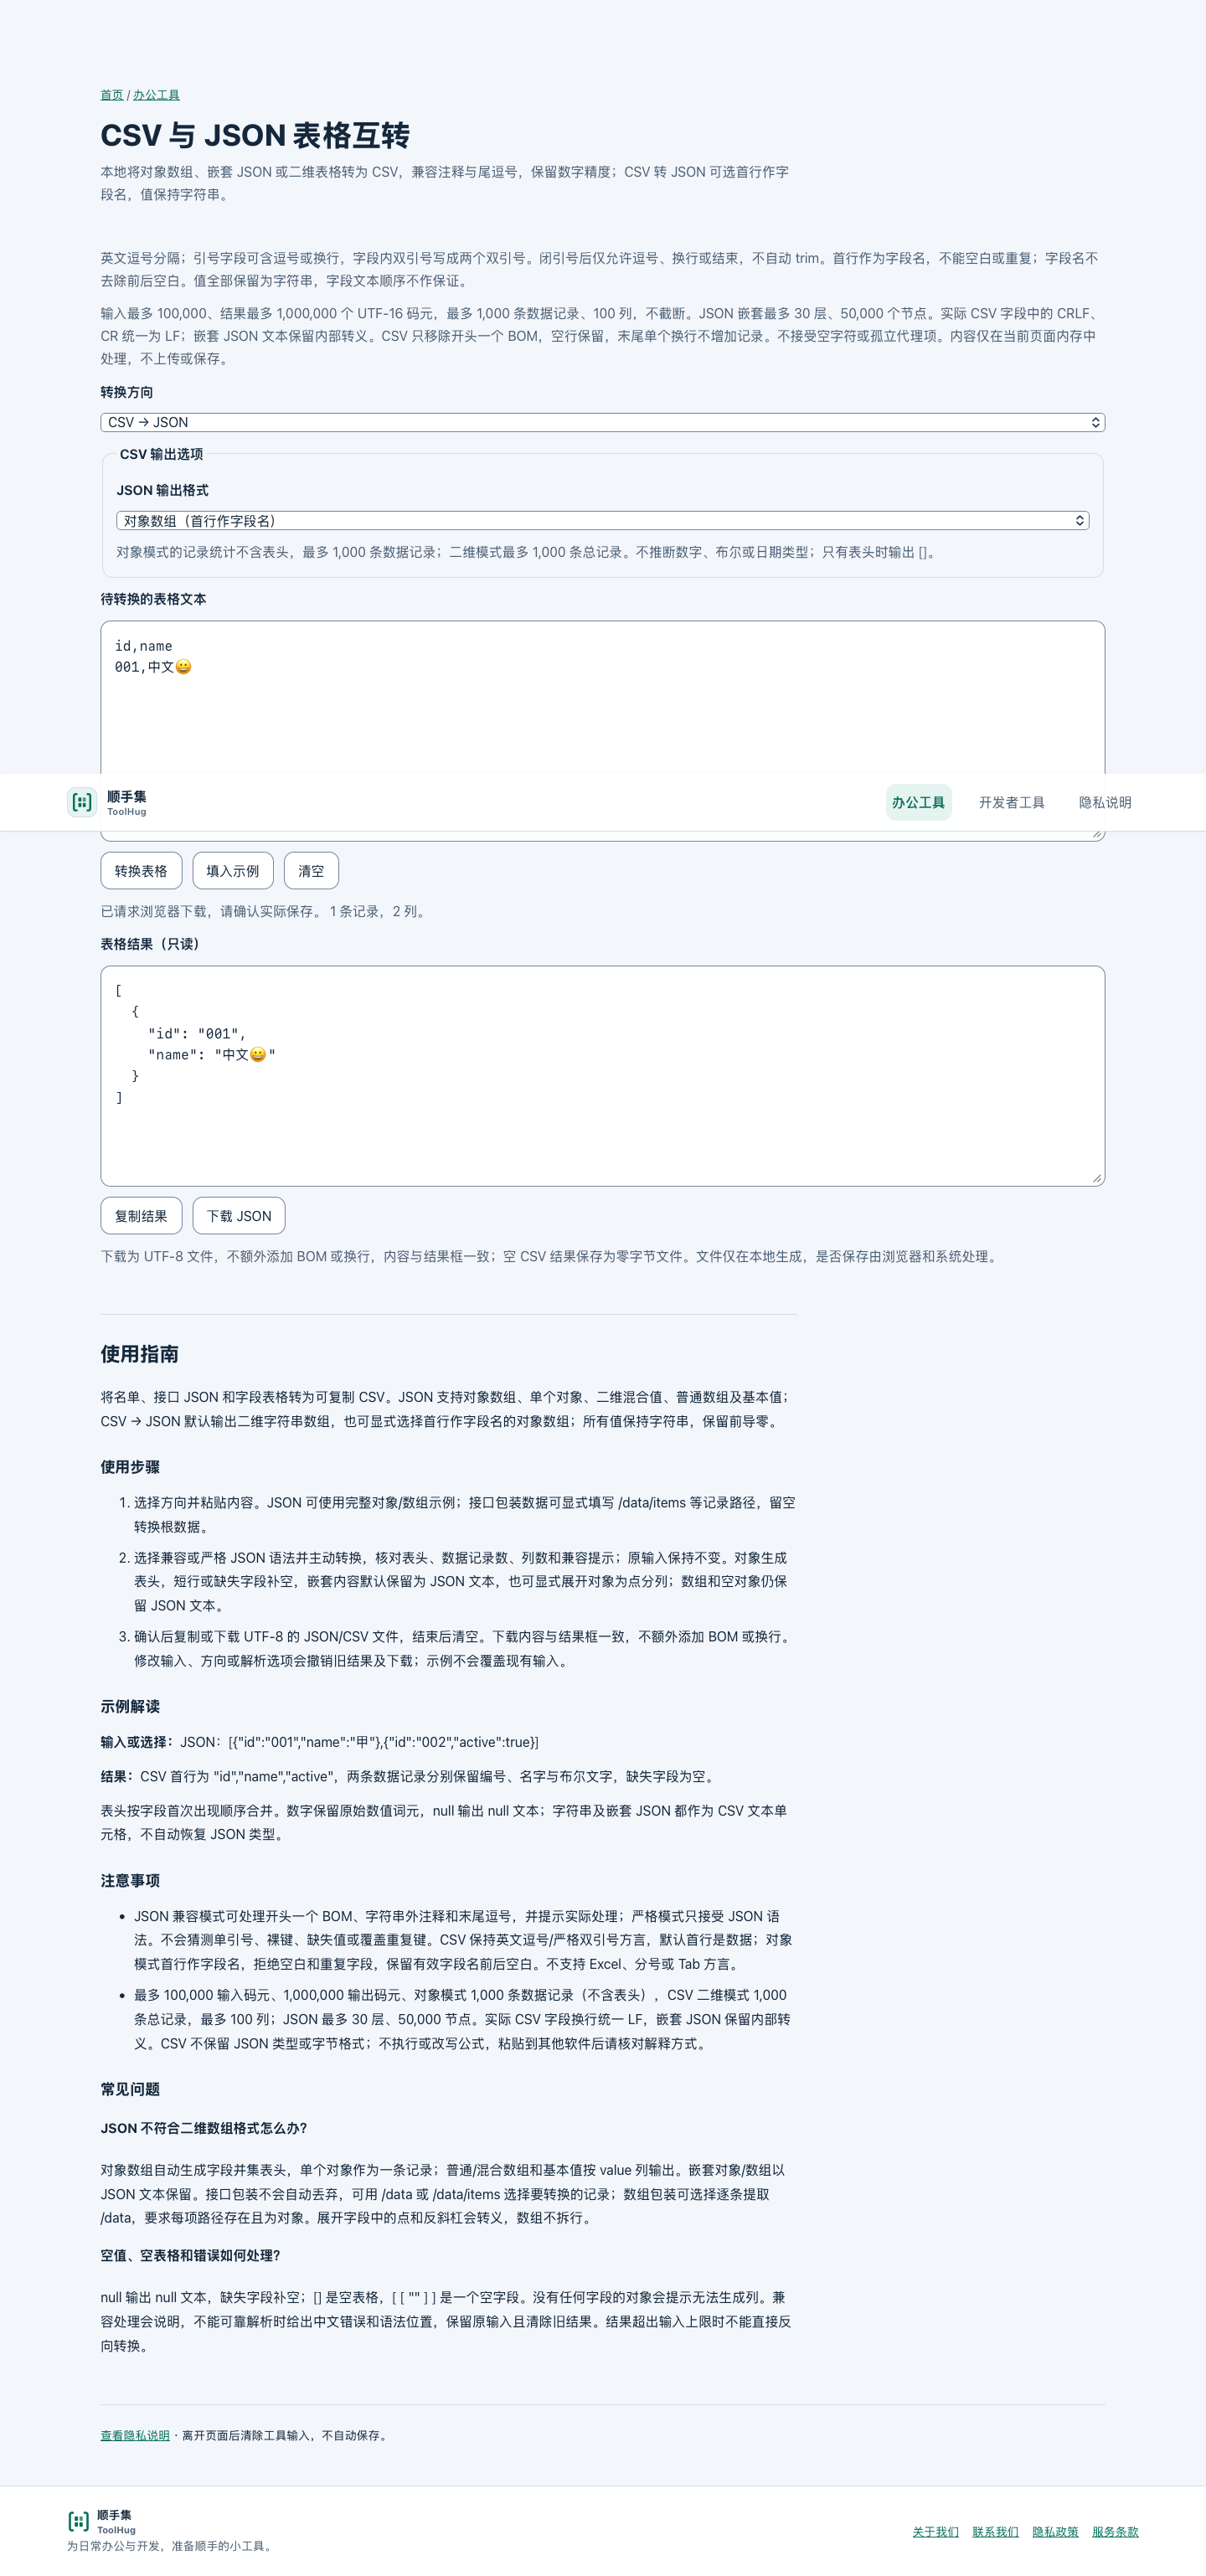 首页 / 办公工具
CSV 与 JSON 表格互转
本地将对象数组、嵌套 JSON 或二维表格转为 CSV，兼容注释与尾逗号，保留数字精度；CSV 转 JSON 可选首行作字
段名，值保持字符串。
英文逗号分隔；引号字段可含逗号或换行，字段内双引号写成两个双引号。闭引号后仅允许逗号、换行或结束，不自动 trim。首行作为字段名，不能空白或重复；字段名不
去除前后空白。值全部保留为字符串，字段文本顺序不作保证。
输入最多 100,000、结果最多 1,000,000 个 UTF-16 码元，最多 1,000 条数据记录、100 列，不截断。JSON 嵌套最多 30 层、50,000 个节点。实际 CSV 字段中的 CRLF、
CR 统一为 LF；嵌套 JSON 文本保留内部转义。CSV 只移除开头一个 BOM，空行保留，末尾单个换行不增加记录。不接受空字符或孤立代理项。内容仅在当前页面内存中
处理，不上传或保存。
转换方向
CSV → JSON
CSV 输出选项
JSON 输出格式
对象数组（首行作字段名）
对象模式的记录统计不含表头，最多 1,000 条数据记录；二维模式最多 1,000 条总记录。不推断数字、布尔或日期类型；只有表头时输出 []。
待转换的表格文本
id,name
001,中文😀
顺手集
ToolHug
办公工具
开发者工具
隐私说明
转换表格
填入示例
清空
已请求浏览器下载，请确认实际保存。 1 条记录，2 列。
表格结果（只读）
[
  {
    "id": "001",
    "name": "中文😀"
  }
]
复制结果
下载 JSON
下载为 UTF-8 文件，不额外添加 BOM 或换行，内容与结果框一致；空 CSV 结果保存为零字节文件。文件仅在本地生成，是否保存由浏览器和系统处理。
使用指南
将名单、接口 JSON 和字段表格转为可复制 CSV。JSON 支持对象数组、单个对象、二维混合值、普通数组及基本值；
CSV → JSON 默认输出二维字符串数组，也可显式选择首行作字段名的对象数组；所有值保持字符串，保留前导零。
使用步骤
1. 选择方向并粘贴内容。JSON 可使用完整对象/数组示例；接口包装数据可显式填写 /data/items 等记录路径，留空
转换根数据。
2. 选择兼容或严格 JSON 语法并主动转换，核对表头、数据记录数、列数和兼容提示；原输入保持不变。对象生成
表头，短行或缺失字段补空，嵌套内容默认保留为 JSON 文本，也可显式展开对象为点分列；数组和空对象仍保
留 JSON 文本。
3. 确认后复制或下载 UTF-8 的 JSON/CSV 文件，结束后清空。下载内容与结果框一致，不额外添加 BOM 或换行。
修改输入、方向或解析选项会撤销旧结果及下载；示例不会覆盖现有输入。
示例解读
输入或选择：JSON：[{"id":"001","name":"甲"},{"id":"002","active":true}]
结果：CSV 首行为 "id","name","active"，两条数据记录分别保留编号、名字与布尔文字，缺失字段为空。
表头按字段首次出现顺序合并。数字保留原始数值词元，null 输出 null 文本；字符串及嵌套 JSON 都作为 CSV 文本单
元格，不自动恢复 JSON 类型。
注意事项
• JSON 兼容模式可处理开头一个 BOM、字符串外注释和末尾逗号，并提示实际处理；严格模式只接受 JSON 语
法。不会猜测单引号、裸键、缺失值或覆盖重复键。CSV 保持英文逗号/严格双引号方言，默认首行是数据；对象
模式首行作字段名，拒绝空白和重复字段，保留有效字段名前后空白。不支持 Excel、分号或 Tab 方言。
• 最多 100,000 输入码元、1,000,000 输出码元、对象模式 1,000 条数据记录（不含表头），CSV 二维模式 1,000
条总记录，最多 100 列；JSON 最多 30 层、50,000 节点。实际 CSV 字段换行统一 LF，嵌套 JSON 保留内部转
义。CSV 不保留 JSON 类型或字节格式；不执行或改写公式，粘贴到其他软件后请核对解释方式。
常见问题
JSON 不符合二维数组格式怎么办？
对象数组自动生成字段并集表头，单个对象作为一条记录；普通/混合数组和基本值按 value 列输出。嵌套对象/数组以
JSON 文本保留。接口包装不会自动丢弃，可用 /data 或 /data/items 选择要转换的记录；数组包装可选择逐条提取
/data，要求每项路径存在且为对象。展开字段中的点和反斜杠会转义，数组不拆行。
空值、空表格和错误如何处理？
null 输出 null 文本，缺失字段补空；[] 是空表格，[ [ "" ] ] 是一个空字段。没有任何字段的对象会提示无法生成列。兼
容处理会说明，不能可靠解析时给出中文错误和语法位置，保留原输入且清除旧结果。结果超出输入上限时不能直接反
向转换。
查看隐私说明 · 离开页面后清除工具输入，不自动保存。
顺手集
ToolHug
为日常办公与开发，准备顺手的小工具。
关于我们
联系我们
隐私政策
服务条款